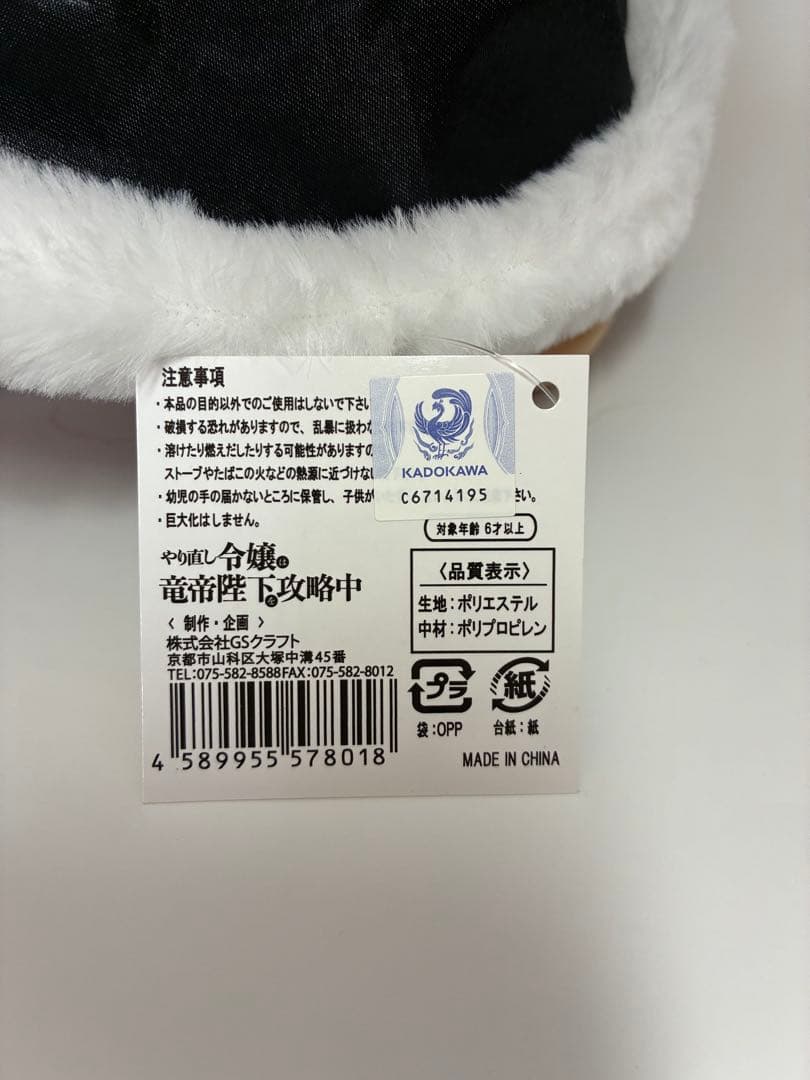 注意事項
・本品の目的以外でのご使用はしないで下さい
・破損する恐れがありますので、乱暴に扱わな
・溶けたり燃えだしたりする可能性がありますの
ストーブやたばこの火などの熱源に近づけない
・幼児の手の届かないところに保管し、子供が 下さい。
・巨大化はしません。
KADOKAWA
C6714195
対象年齢 6才以上
やり直し令嬢は
竜帝陛下を攻略中
〈 制作・企画 〉
株式会社GSクラフト
京都市山科区大塚中溝45番
TEL:075-582-8588FAX:075-582-8012
4 589955 578018
〈品質表示〉
生地:ポリエステル
中材:ポリプロピレン
プラ
紙
袋:OPP
台紙:紙
MADE IN CHINA